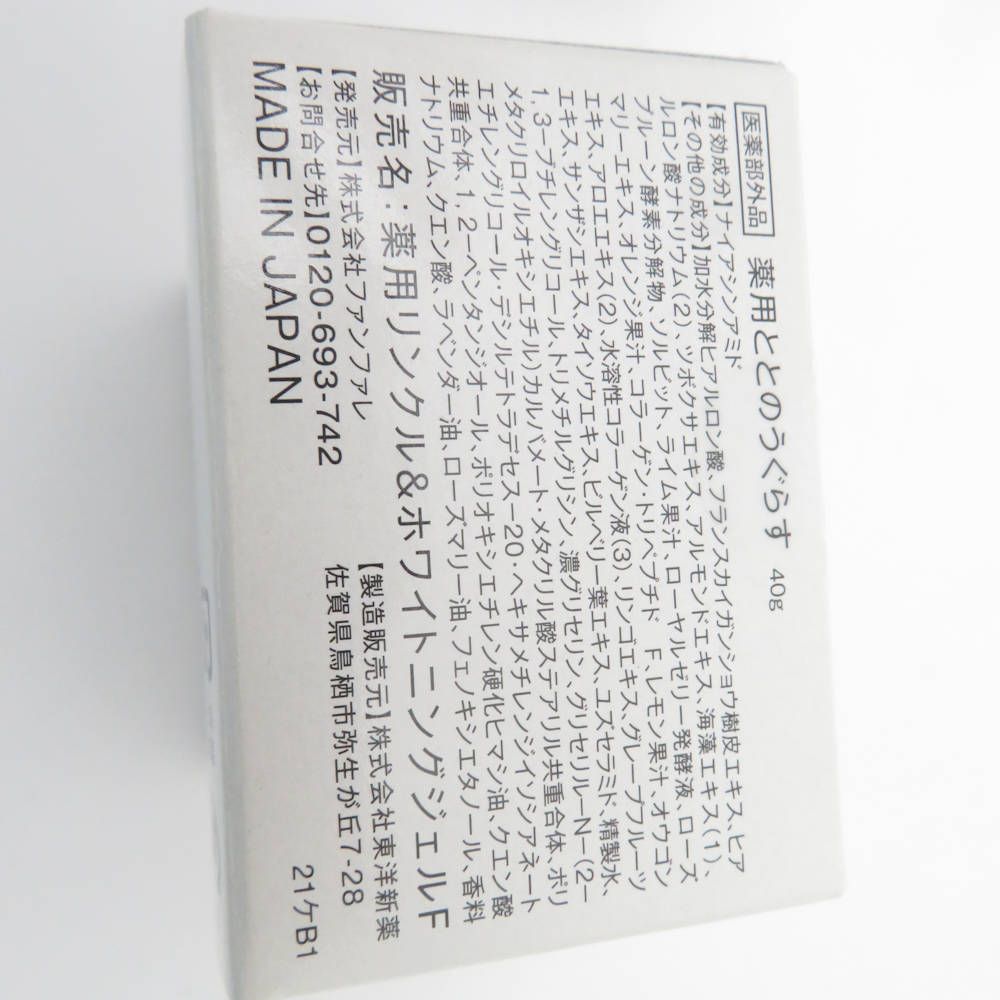 医薬部外品 薬用ととのうぐらす 40g
【有効成分】ナイアシンアミド
【その他の成分】加水分解ヒアルロン酸、フランスカイガンショウ樹皮エキス、ヒア
ルロン酸ナトリウム(2)、ツボクサエキス、アルモンドエキス、海藻エキス(1)、
プルーン酵素分解物、ソルビット、ライム果汁、ローヤルゼリー発酵液、ローズ
マリーエキス、オレンジ果汁、コラーゲン・トリペプチド F、レモン果汁、オウゴン
エキス、アロエエキス(2)、水溶性コラーゲン液(3)、リンゴエキス、グレープフルーツ
エキス、サンザシエキス、タイソウエキス、ビルベリー葉エキス、ユズセラミド、精製水、
1,3-ブチレングリコール、トリメチルグリシン、濃グリセリン、グリセリル-N-(2-
メタクリロイルオキシエチル)カルバメート・メタクリル酸ステアリル共重合体、ポリ
エチレングリコール・デシルテトラデセス-20・ヘキサメチレンジイソシアネート
共重合体、1,2-ペンタンジオール、ポリオキシエチレン硬化ヒマシ油、クエン酸
ナトリウム、クエン酸、ラベンダー油、ローズマリー油、フェノキシエタノール、香料
販売名:薬用リンクル&ホワイトニングジェルF
【発売元】株式会社ファンファレ
【お問合せ先】0120-693-742
MADE IN JAPAN
【製造販売元】株式会社東洋新薬
佐賀県鳥栖市弥生が丘7-28
21ケB1